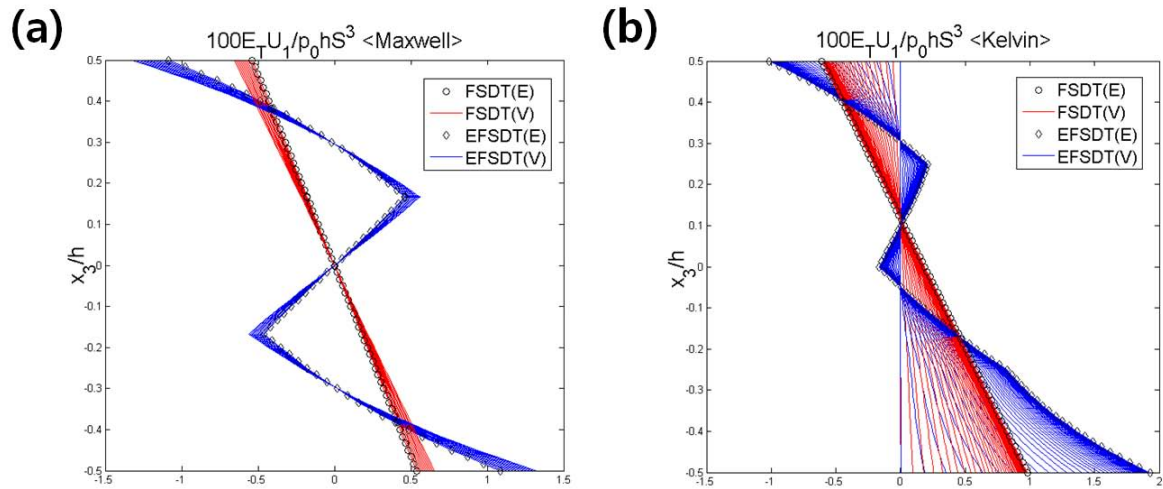 (a)
100E_TU_1/p_0hS^3 <Maxwell>
0.5
0.4
0.3
0.2
0.1
0
-0.1
-0.2
-0.3
-0.4
-0.5
x_3/h
-1.5
-1
-0.5
0
0.5
1
1.5
FSDT(E)
FSDT(V)
EFSDT(E)
EFSDT(V)
(b)
100E_TU_1/p_0hS^3 <Kelvin>
0.5
0.4
0.3
0.2
0.1
0
-0.1
-0.2
-0.3
-0.4
-0.5
x_3/h
-1
-0.5
0
0.5
1
1.5
2
FSDT(E)
FSDT(V)
EFSDT(E)
EFSDT(V)